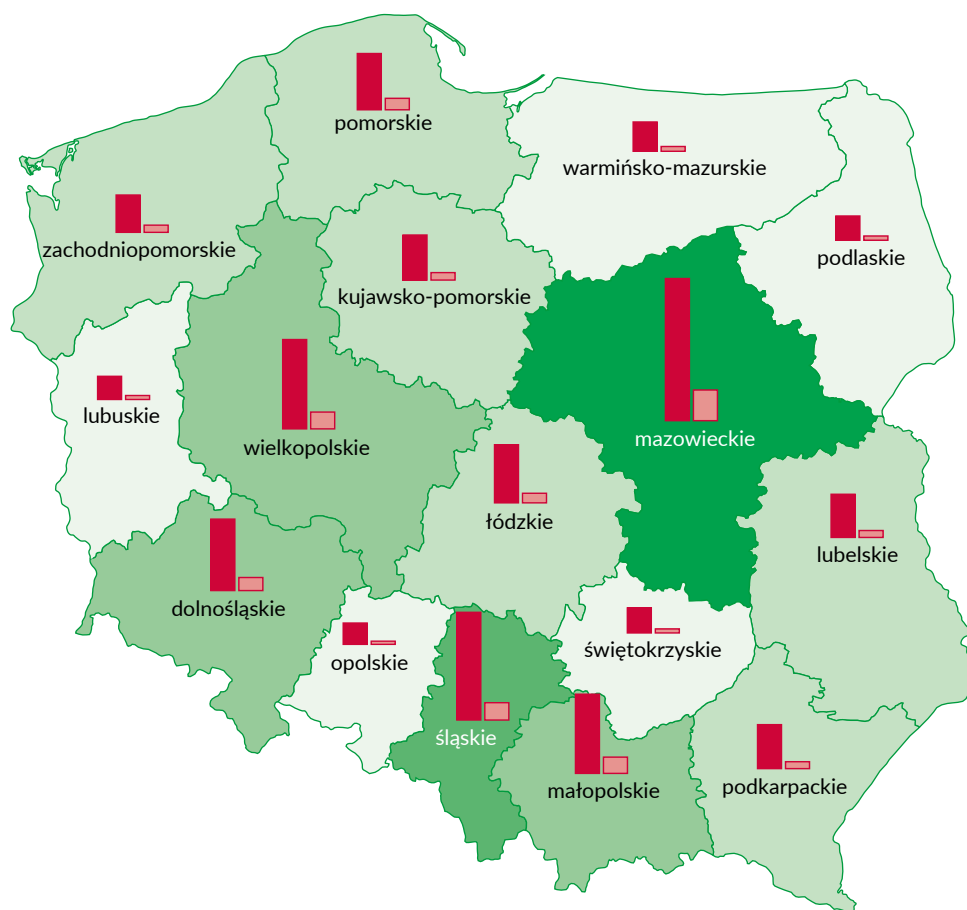 pomorskie
warmińsko-mazurskie
zachodniopomorskie
podlaskie
kujawsko-pomorskie
lubuskie
wielkopolskie
mazowieckie
łódzkie
lubelskie
dolnośląskie
opolskie
świętokrzyskie
śląskie
małopolskie
podkarpackie